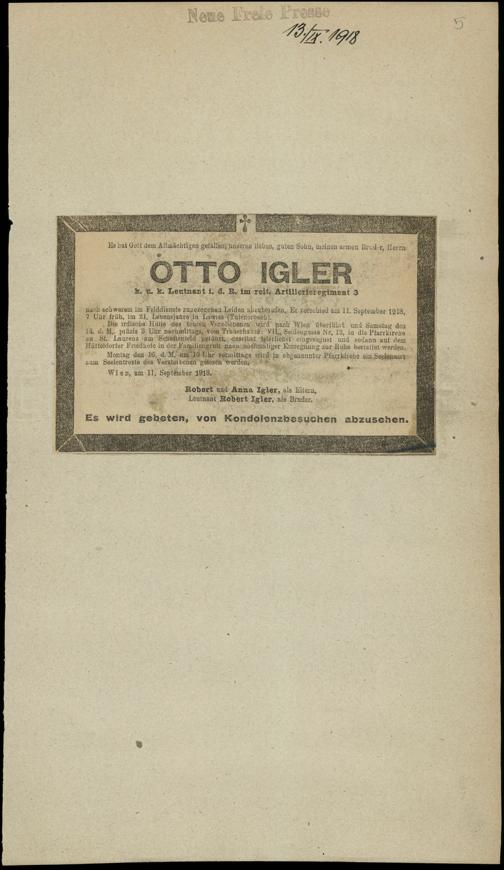 Neue Freie Presse
13./IX. 1918
5
Es hat Gott dem Allmächtigen gefallen, unseren lieben, guten Sohn, meinen armen Bruder, Herrn
OTTO IGLER
k. u. k. Leutnant i. d. R. im reit. Artillerieregiment 3
nach schwerem im Felddienste zugezogenen Leiden abzuberufen. Er verschied am 11. September 1918,
7 Uhr früh, im 21. Lebensjahre in
Die irdische Hülle des teuren Verstorbenen wird nach Wien überführt und Samstag den
14. d. M., präzis 3 Uhr nachmittags, vom Trauerhause: VII., Seidengasse Nr. 13, in die Pfarrkirche
zu St. Laurenz am Schottenfeld geführt, daselbst feierlichst eingesegnet und sodann auf dem
Hütteldorfer Friedhofe in der Familiengruft nach nochmaliger Einsegnung zur Ruhe bestattet werden.
Montag den 16. d. M. um 10 Uhr vormittags wird in obgenannter Pfarrkirche ein Seelenamt
zum Seelentroste des Verstorbenen gelesen werden.
Wien, am 11. September 1918.
Robert und Anna Igler, als Eltern,
Leutnant Robert Igler, als Bruder.
Es wird gebeten, von Kondolenzbesuchen abzusehen.